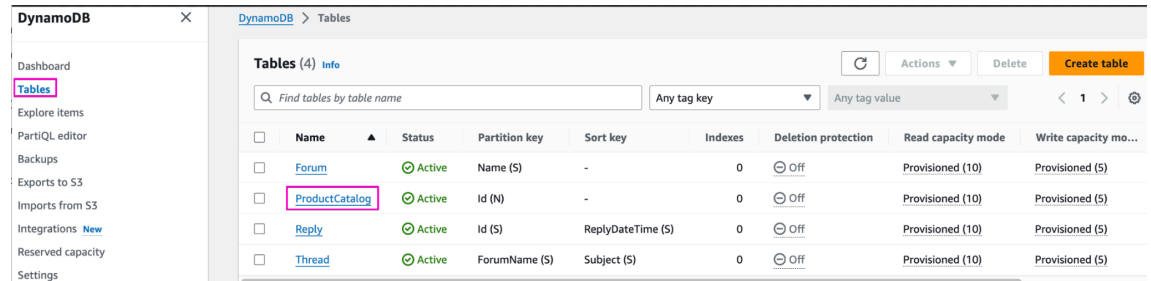 DynamoDB
Dashboard
Tables
Explore items
PartiQL editor
Backups
Exports to S3
Imports from S3
Integrations New
Reserved capacity
Settings
DynamoDB > Tables
Tables (4) Info
Actions Delete Create table
Find tables by table name Any tag key Any tag value < 1 >
Name Status Partition key Sort key Indexes Deletion protection Read capacity mode Write capacity mo...
Forum Active Name (S) - 0 Off Provisioned (10) Provisioned (5)
ProductCatalog Active Id (N) - 0 Off Provisioned (10) Provisioned (5)
Reply Active Id (S) ReplyDateTime (S) 0 Off Provisioned (10) Provisioned (5)
Thread Active ForumName (S) Subject (S) 0 Off Provisioned (10) Provisioned (5)